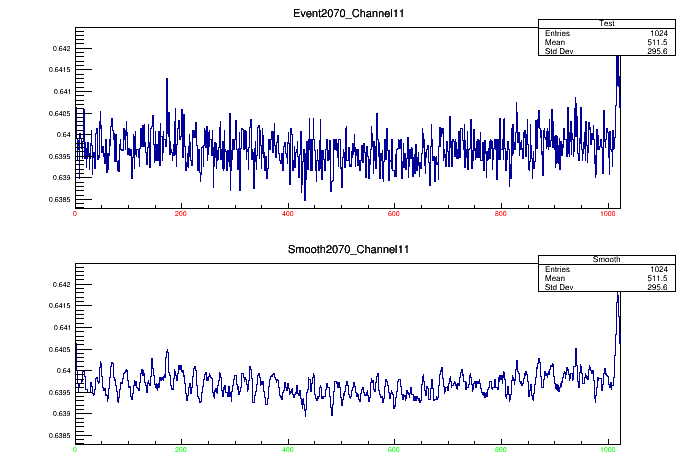 Event2070_Channel11
Test
Entries 1024
Mean 511.5
Std Dev 295.6
0.642
0.6415
0.641
0.6405
0.64
0.6395
0.639
0.6385
0 200 400 600 800 1000
Smooth2070_Channel11
Smooth
Entries 1024
Mean 511.5
Std Dev 295.6
0.642
0.6415
0.641
0.6405
0.64
0.6395
0.639
0.6385
0 200 400 600 800 1000